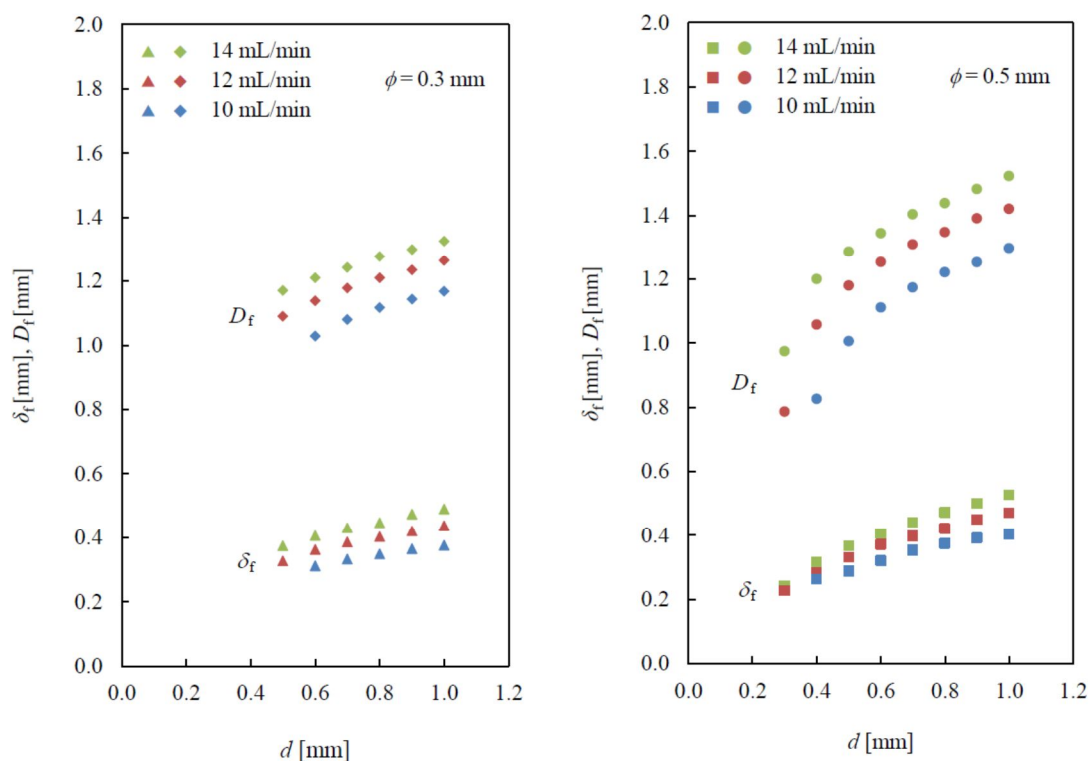 2.0
1.8
1.6
1.4
1.2
1.0
0.8
0.6
0.4
0.2
0.0
14 mL/min
12 mL/min
10 mL/min
ϕ = 0.3 mm
Df
δf
0.0 0.2 0.4 0.6 0.8 1.0 1.2
δf [mm], Df [mm]
d [mm]
2.0
1.8
1.6
1.4
1.2
1.0
0.8
0.6
0.4
0.2
0.0
14 mL/min
12 mL/min
10 mL/min
ϕ = 0.5 mm
Df
δf
0.0 0.2 0.4 0.6 0.8 1.0 1.2
δf [mm], Df [mm]
d [mm]